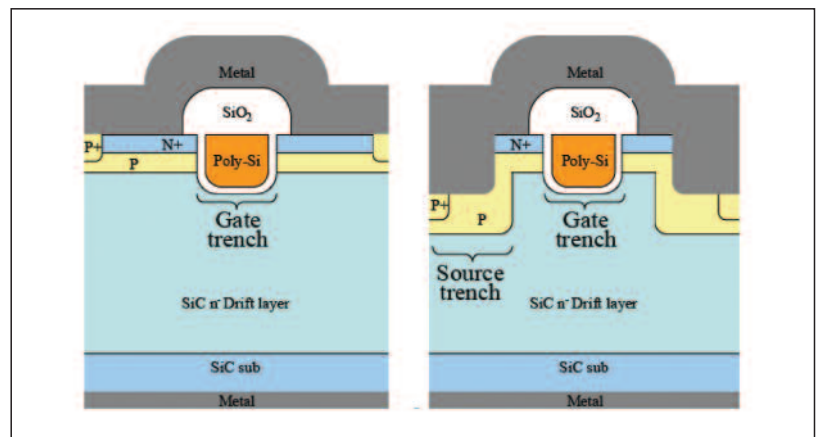 Metal
SiO₂
P+
N+
P
Poly-Si
Gate
trench
SiC n⁻ Drift layer
SiC sub
Metal
Metal
SiO₂
N+
Poly-Si
P+
P
Gate
trench
Source
trench
SiC n⁻ Drift layer
SiC sub
Metal